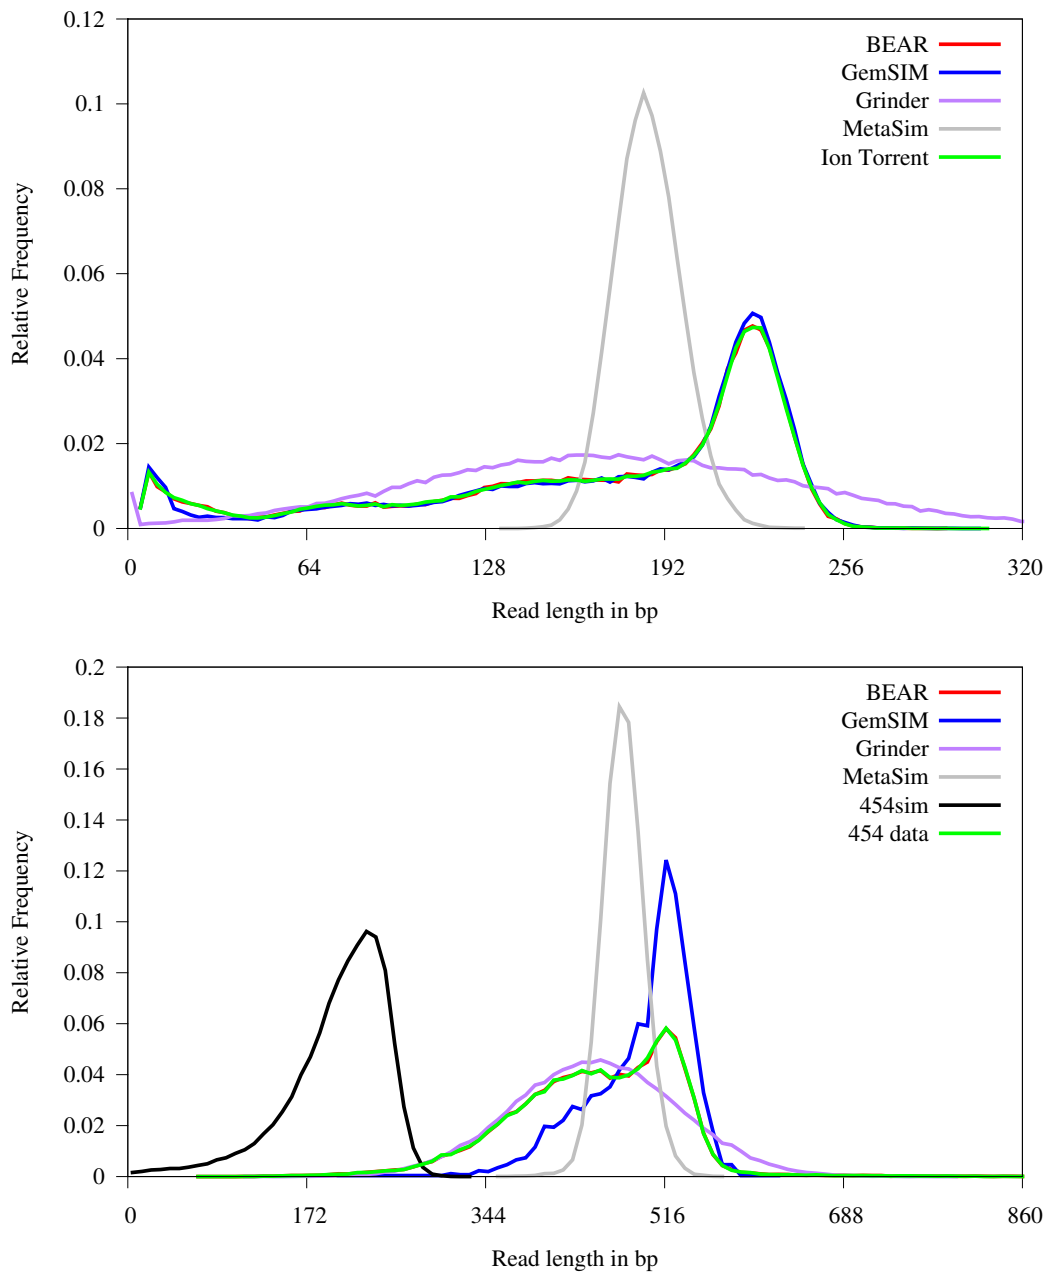 0.12
0.1
0.08
0.06
0.04
0.02
0
Relative Frequency
BEAR
GemSIM
Grinder
MetaSim
Ion Torrent
0 64 128 192 256 320
Read length in bp
0.2
0.18
0.16
0.14
0.12
0.1
0.08
0.06
0.04
0.02
0
Relative Frequency
BEAR
GemSIM
Grinder
MetaSim
454sim
454 data
0 172 344 516 688 860
Read length in bp